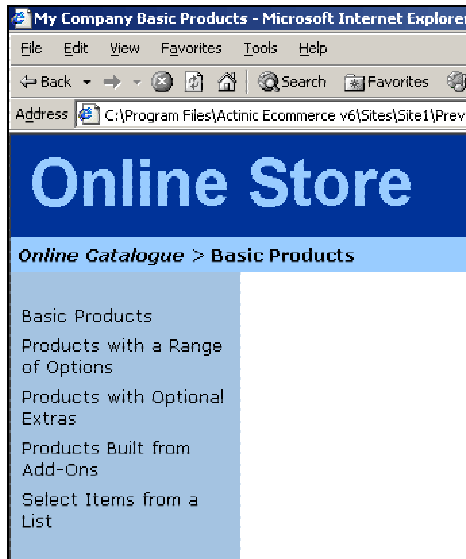 My Company Basic Products - Microsoft Internet Explorer
File Edit View Favorites Tools Help
Back Search Favorites
Address C:\Program Files\Actinic Ecommerce v6\Sites\Site1\Prev
Online Store
Online Catalogue > Basic Products
Basic Products
Products with a Range
of Options
Products with Optional
Extras
Products Built from
Add-Ons
Select Items from a
List